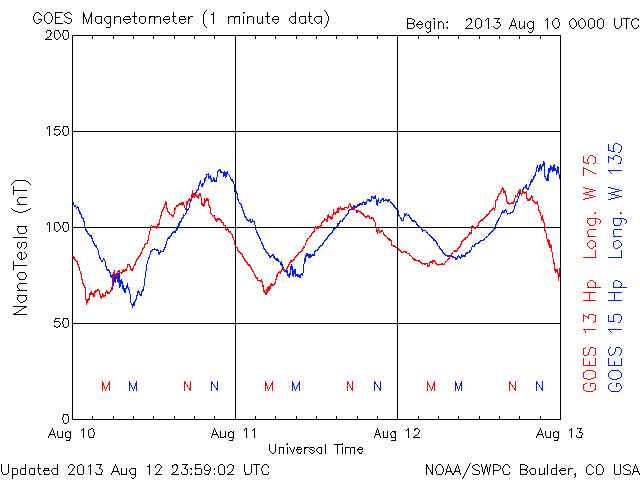 GOES Magnetometer (1 minute data)
Begin: 2013 Aug 10 0000 UTC
200
150
100
50
0
NanoTesla (nT)
M M N N M M N N M M N N
Aug 10 Aug 11 Aug 12 Aug 13
Universal Time
GOES 13 Hp Long. W 75
GOES 15 Hp Long. W 135
Updated 2013 Aug 12 23:59:02 UTC
NOAA/SWPC Boulder, CO USA